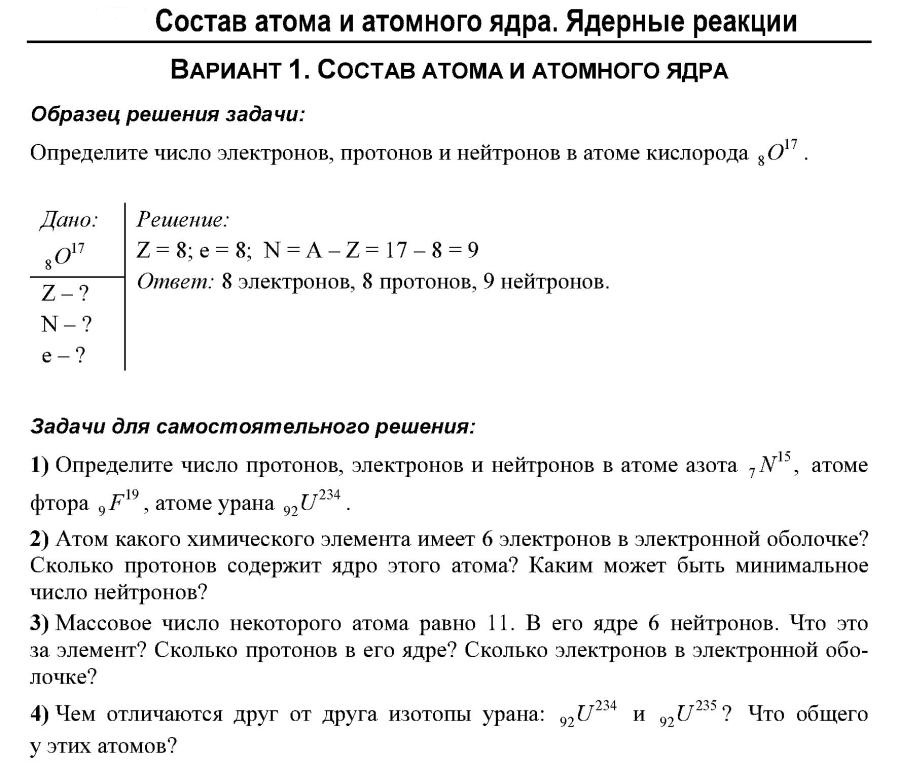 Состав атома и атомного ядра. Ядерные реакции
ВАРИАНТ 1. СОСТАВ АТОМА И АТОМНОГО ЯДРА
Образец решения задачи:
Определите число электронов, протонов и нейтронов в атоме кислорода ₈O¹⁷ .
Дано:
₈O¹⁷
Z – ?
N – ?
e – ?
Решение:
Z = 8; e = 8; N = A – Z = 17 – 8 = 9
Ответ: 8 электронов, 8 протонов, 9 нейтронов.
Задачи для самостоятельного решения:
1) Определите число протонов, электронов и нейтронов в атоме азота ₇N¹⁵, атоме
фтора ₉F¹⁹ , атоме урана ₉₂U²³⁴ .
2) Атом какого химического элемента имеет 6 электронов в электронной оболочке?
Сколько протонов содержит ядро этого атома? Каким может быть минимальное
число нейтронов?
3) Массовое число некоторого атома равно 11. В его ядре 6 нейтронов. Что это
за элемент? Сколько протонов в его ядре? Сколько электронов в электронной обо-
лочке?
4) Чем отличаются друг от друга изотопы урана: ₉₂U²³⁴ и ₉₂U²³⁵ ? Что общего
у этих атомов?